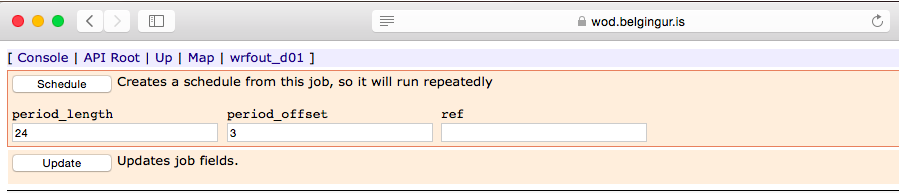 wod.belgingur.is
[ Console | API Root | Up | Map | wrfout_d01 ]
Schedule Creates a schedule from this job, so it will run repeatedly
period_length period_offset ref
24 3
Update Updates job fields.